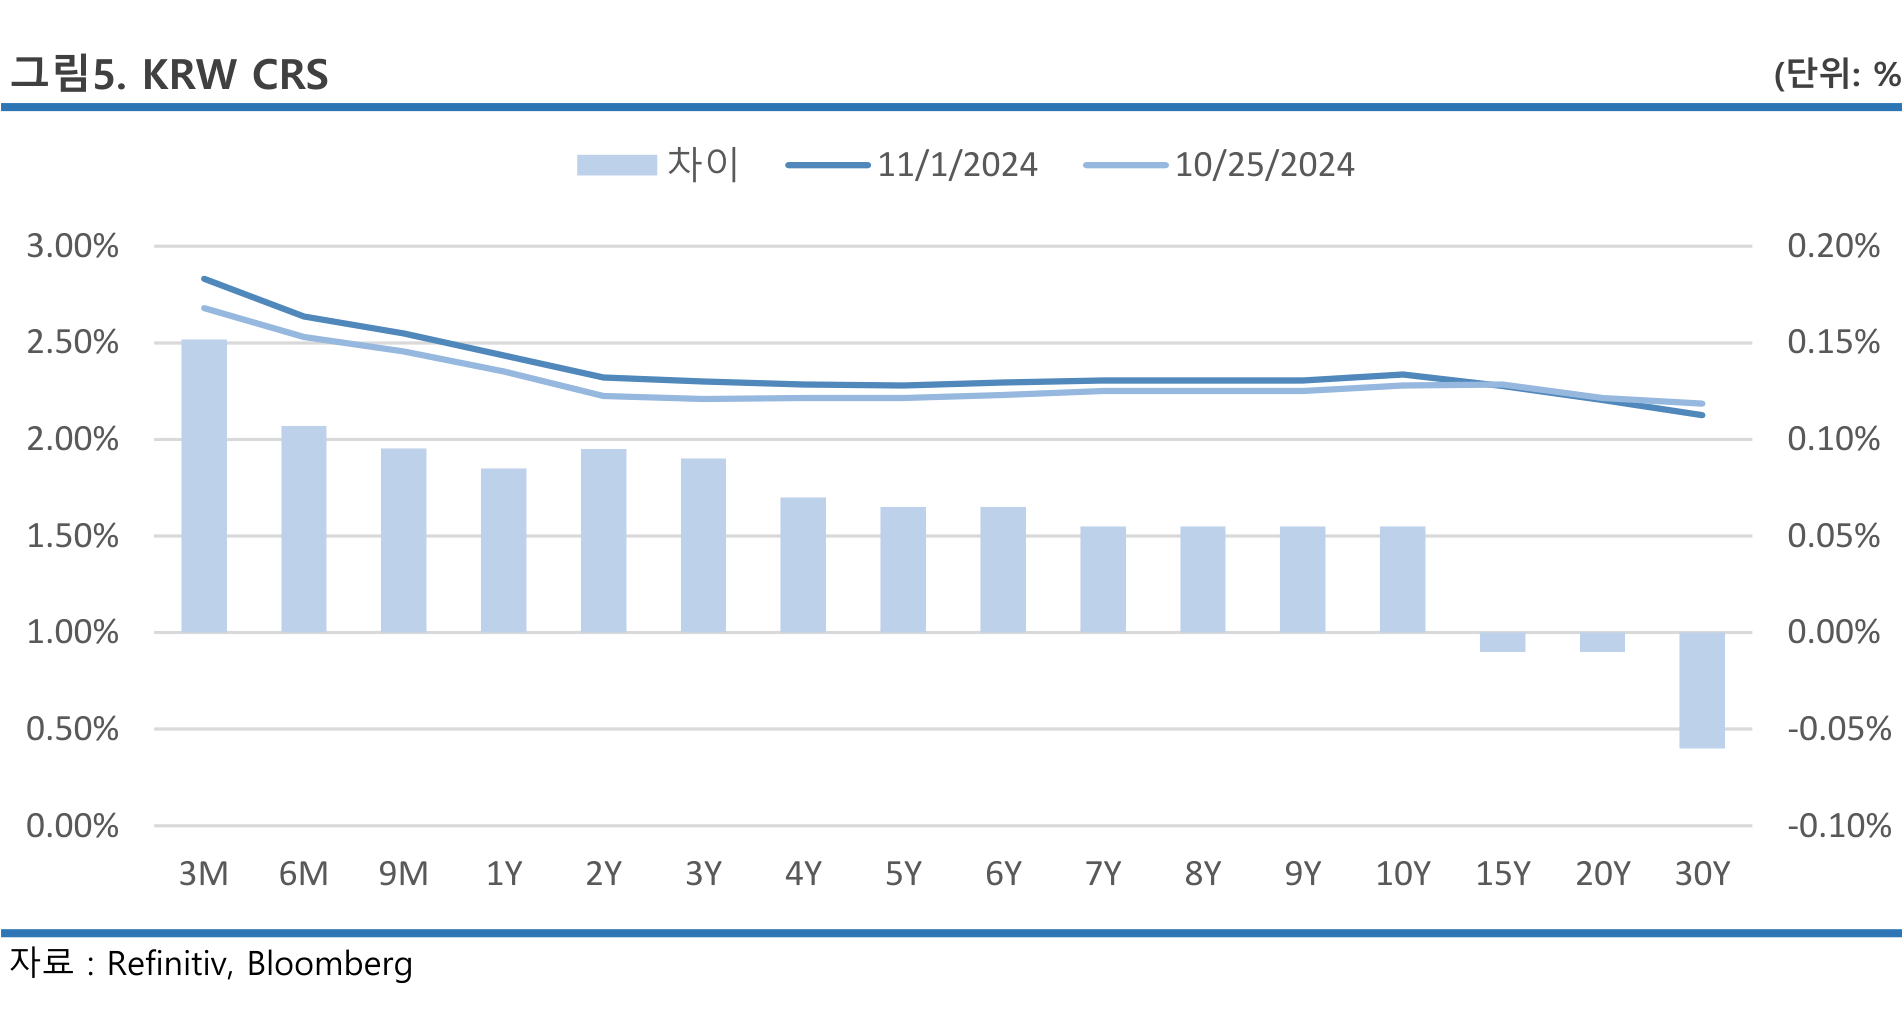 그림5. KRW CRS (단위: %
차이 11/1/2024 10/25/2024
3.00% 0.20%
2.50% 0.15%
2.00% 0.10%
1.50% 0.05%
1.00% 0.00%
0.50% -0.05%
0.00% -0.10%
3M 6M 9M 1Y 2Y 3Y 4Y 5Y 6Y 7Y 8Y 9Y 10Y 15Y 20Y 30Y
자료 : Refinitiv, Bloomberg